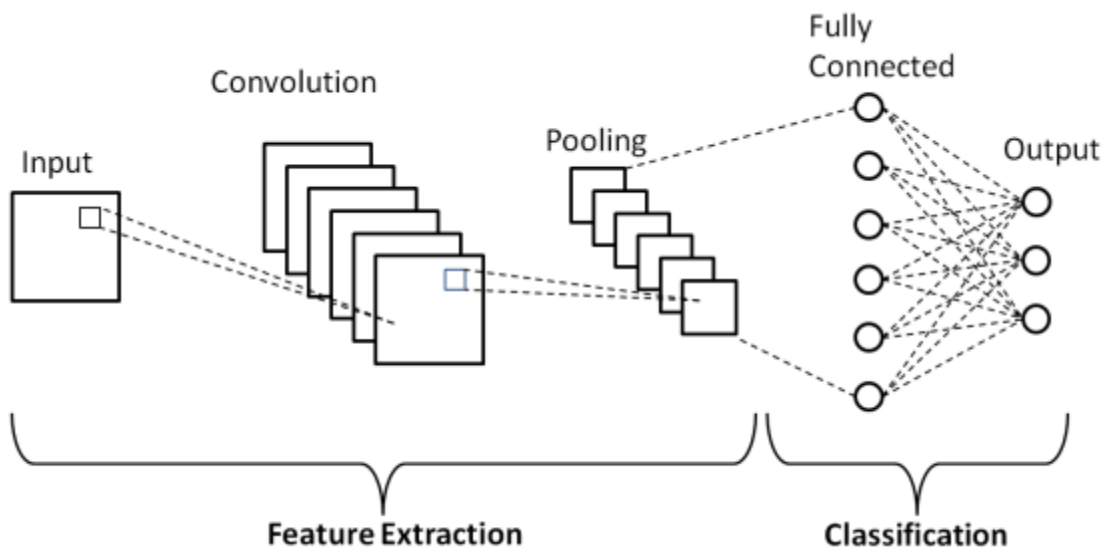 Input
Convolution
Pooling
Fully
Connected
Output
Feature Extraction
Classification